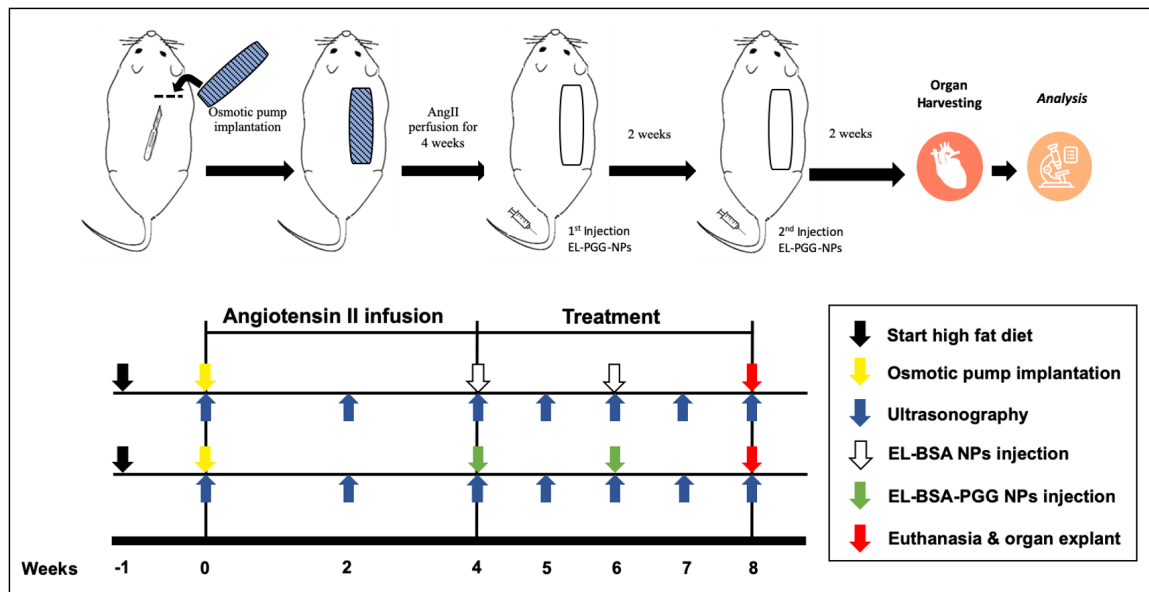 Osmotic pump
implantation
AngII
perfusion for
4 weeks
2 weeks
2 weeks
Organ
Harvesting
Analysis
1st Injection
EL-PGG-NPs
2nd Injection
EL-PGG-NPs
Angiotensin II infusion
Treatment
Start high fat diet
Osmotic pump implantation
Ultrasonography
EL-BSA NPs injection
EL-BSA-PGG NPs injection
Euthanasia & organ explant
Weeks -1 0 2 4 5 6 7 8